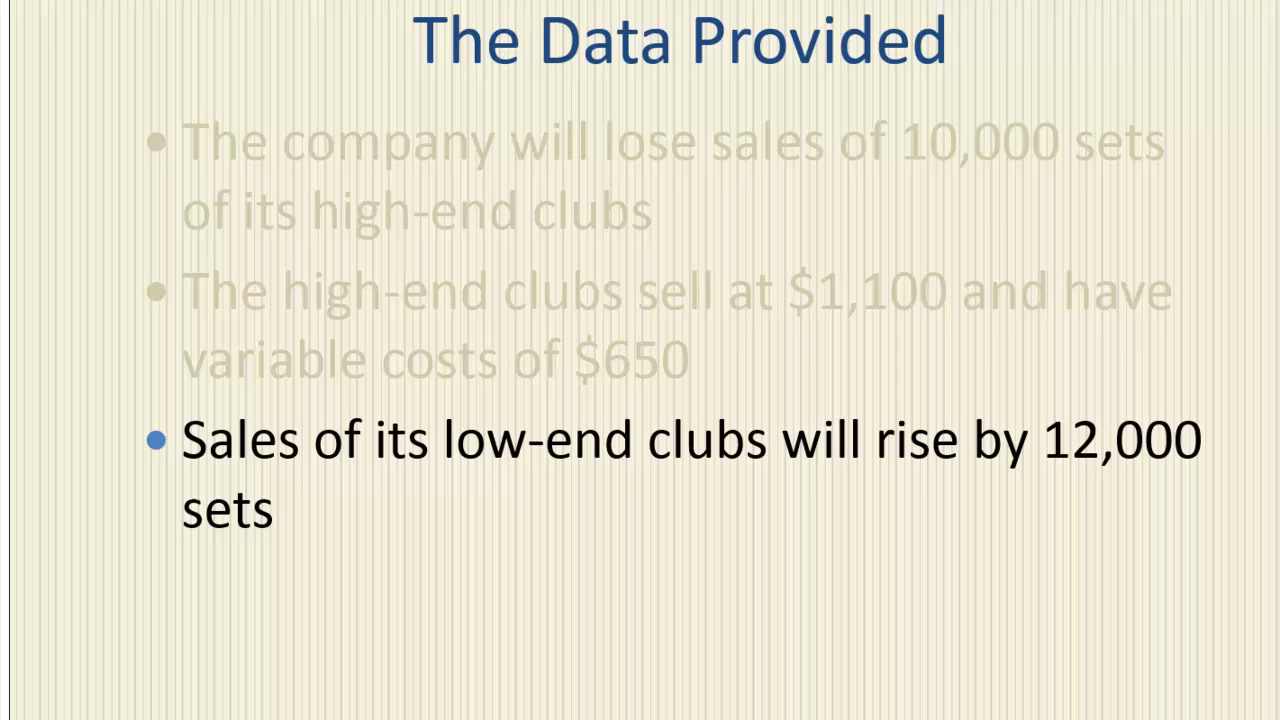 The Data Provided
• The company will lose sales of 10,000 sets
of its high-end clubs
• The high-end clubs sell at $1,100 and have
variable costs of $650
• Sales of its low-end clubs will rise by 12,000
sets